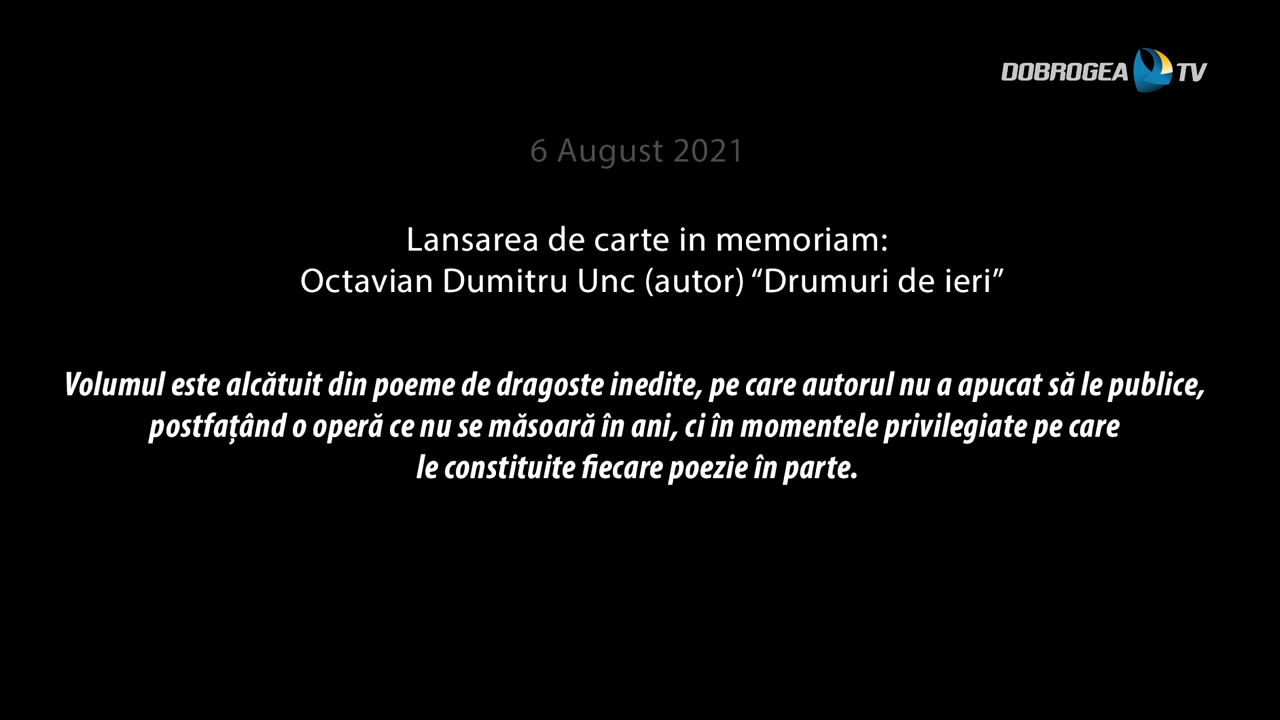 DOBROGEA TV
6 August 2021
Lansarea de carte in memoriam:
Octavian Dumitru Unc (autor) “Drumuri de ieri”
Volumul este alcătuit din poeme de dragoste inedite, pe care autorul nu a apucat să le publice,
postfațând o operă ce nu se măsoară în ani, ci în momentele privilegiate pe care
le constituite fiecare poezie în parte.